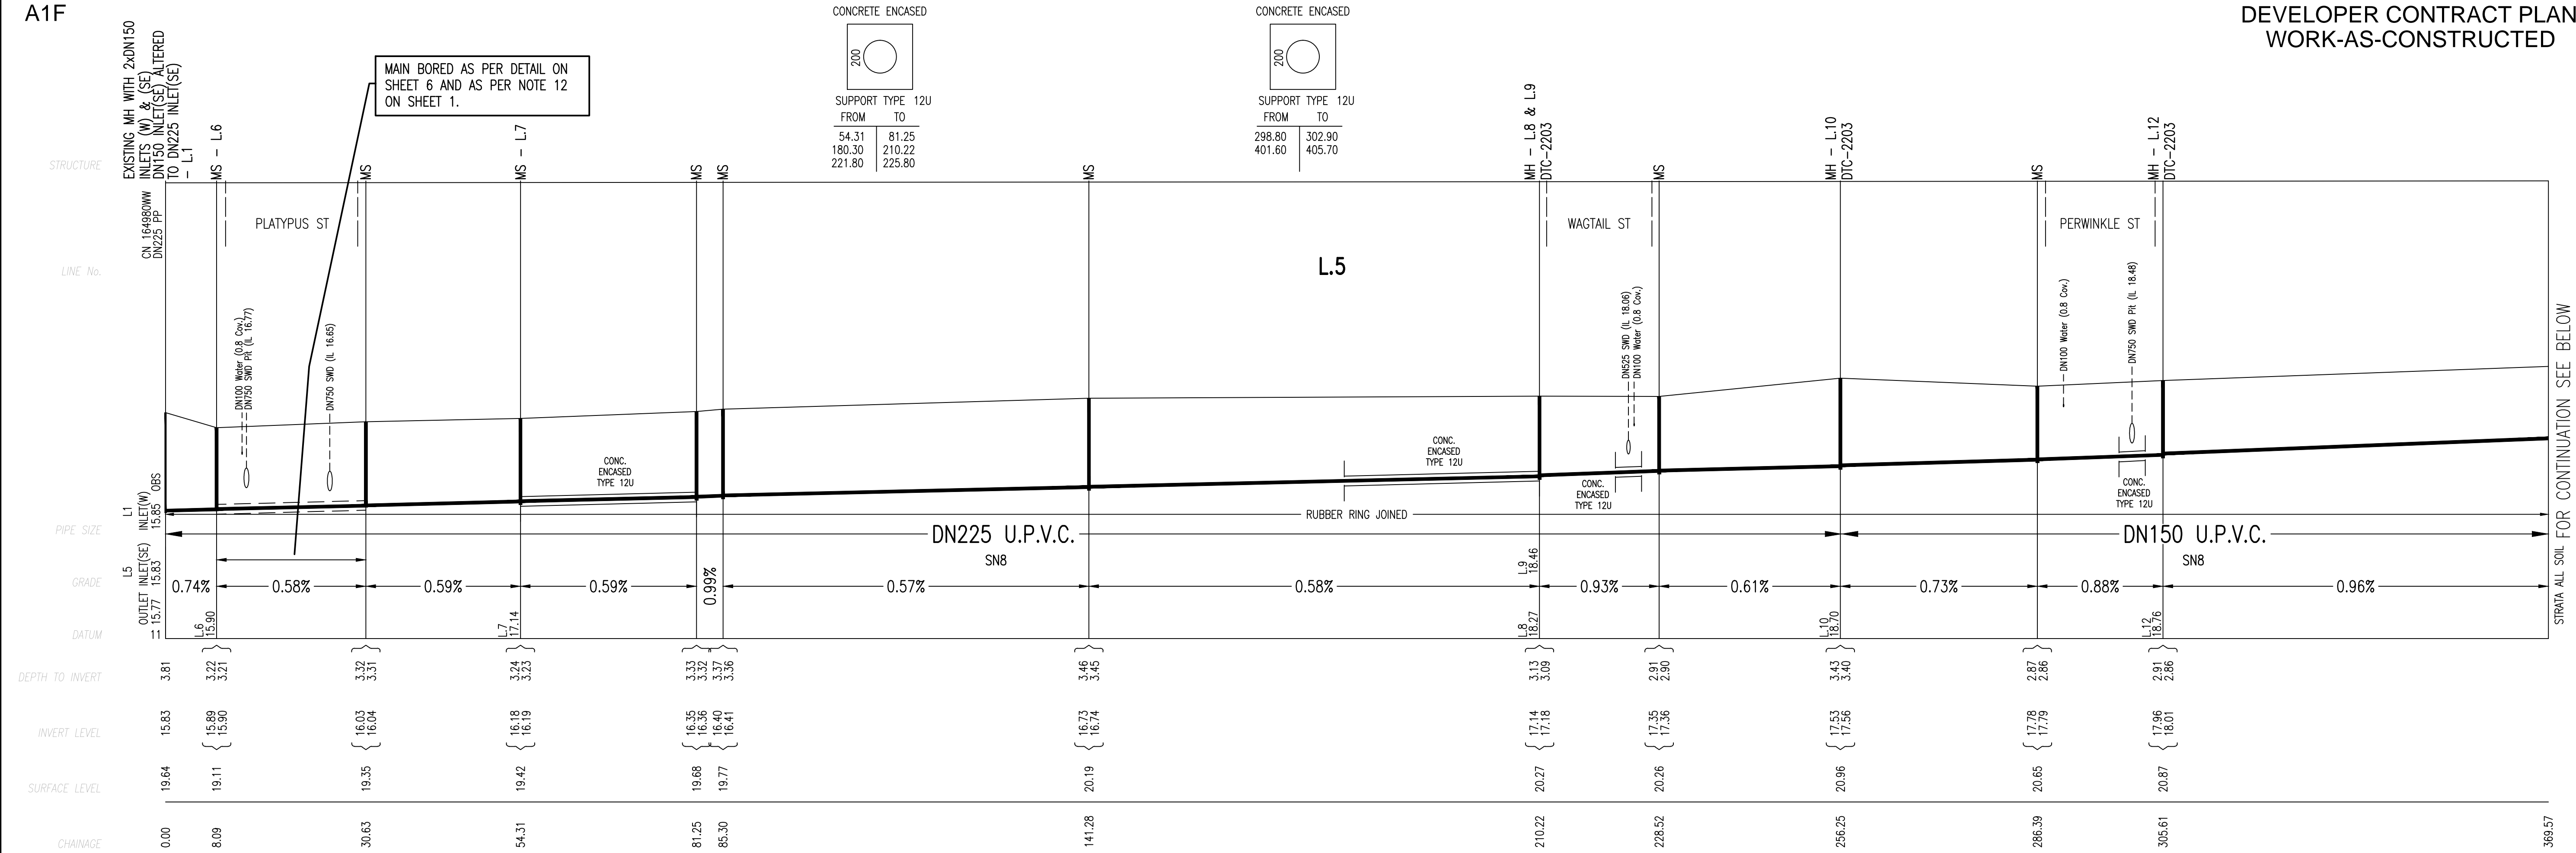 A1F
DEVELOPER CONTRACT PLAN
WORK-AS-CONSTRUCTED
CONCRETE ENCASED
200
SUPPORT TYPE 12U
FROM TO
54.31 81.25
180.30 210.22
221.80 225.80
CONCRETE ENCASED
200
SUPPORT TYPE 12U
FROM TO
298.80 302.90
401.60 405.70
MAIN BORED AS PER DETAIL ON
SHEET 6 AND AS PER NOTE 12
ON SHEET 1.
STRUCTURE
EXISTING MH WITH 2xDN150
INLETS (W) & (SE)
DN150 INLET(SE) ALTERED
TO DN225 INLET(SE)
- L.1
MS - L.6
MS
MS - L.7
MS
MS
MS
MH - L.8 & L.9
DTC-2203
MS
MH - L.10
DTC-2203
MS
MH - L.12
DTC-2203
CN 164980WW
DN225 PP
PLATYPUS ST
WAGTAIL ST
PERWINKLE ST
LINE No.
L.5
DN100 Water (0.8 Cov.)
DN750 SWD Pit (IL 16.77)
DN750 SWD (IL 16.65)
DN525 SWD (IL 18.06)
DN100 Water (0.8 Cov.)
DN100 Water (0.8 Cov.)
DN750 SWD Pit (IL 18.48)
CONC.
ENCASED
TYPE 12U
CONC.
ENCASED
TYPE 12U
CONC.
ENCASED
TYPE 12U
CONC.
ENCASED
TYPE 12U
RUBBER RING JOINED
PIPE SIZE
L1
INLET(W)
15.85 OBS
DN225 U.P.V.C.
SN8
DN150 U.P.V.C.
SN8
GRADE
L5
OUTLET INLET(SE)
15.77 15.83
0.74% 0.58% 0.59% 0.59% 0.99% 0.57% 0.58% 0.93% 0.61% 0.73% 0.88% 0.96%
L.9
18.46
DATUM
11
L.6
15.90
L.7
17.14
L.8
18.27
L.10
18.70
L.12
18.76
STRATA ALL SOIL
FOR CONTINUATION SEE BELOW
DEPTH TO INVERT
3.81 3.22 3.32 3.24 3.33 3.37 3.46 3.13 2.91 3.43 2.87 2.91
3.21 3.31 3.23 3.32 3.36 3.45 3.09 2.90 3.40 2.86 2.86
INVERT LEVEL
15.83 15.89 16.03 16.18 16.35 16.40 16.73 17.14 17.35 17.53 17.78 17.96
15.90 16.04 16.19 16.36 16.41 16.74 17.18 17.36 17.56 17.79 18.01
SURFACE LEVEL
19.64 19.11 19.35 19.42 19.68 19.77 20.19 20.27 20.26 20.96 20.65 20.87
CHAINAGE
0.00 8.09 30.63 54.31 81.25 85.30 141.28 210.22 228.52 256.25 286.39 305.61 369.57